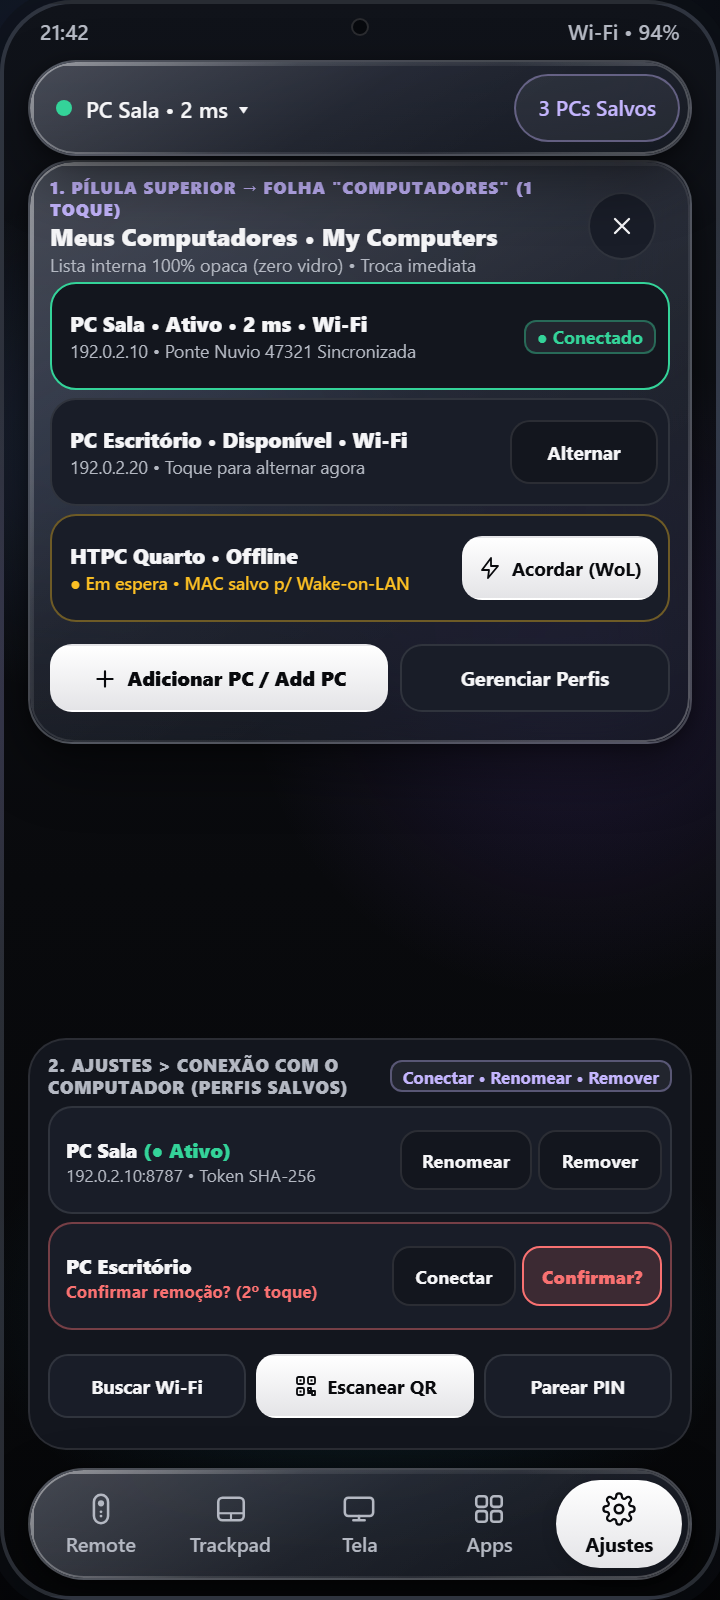 21:42
Wi-Fi • 94%
PC Sala • 2 ms ▾
3 PCs Salvos
1. PÍLULA SUPERIOR → FOLHA "COMPUTADORES" (1
TOQUE)
Meus Computadores • My Computers
Lista interna 100% opaca (zero vidro) • Troca imediata
PC Sala • Ativo • 2 ms • Wi-Fi
192.0.2.10 • Ponte Nuvio 47321 Sincronizada
● Conectado
PC Escritório • Disponível • Wi-Fi
192.0.2.20 • Toque para alternar agora
Alternar
HTPC Quarto • Offline
● Em espera • MAC salvo p/ Wake-on-LAN
Acordar (WoL)
Adicionar PC / Add PC
Gerenciar Perfis
2. AJUSTES > CONEXÃO COM O
COMPUTADOR (PERFIS SALVOS)
Conectar • Renomear • Remover
PC Sala (● Ativo)
192.0.2.10:8787 • Token SHA-256
Renomear
Remover
PC Escritório
Confirmar remoção? (2º toque)
Conectar
Confirmar?
Buscar Wi-Fi
Escanear QR
Parear PIN
Remote
Trackpad
Tela
Apps
Ajustes